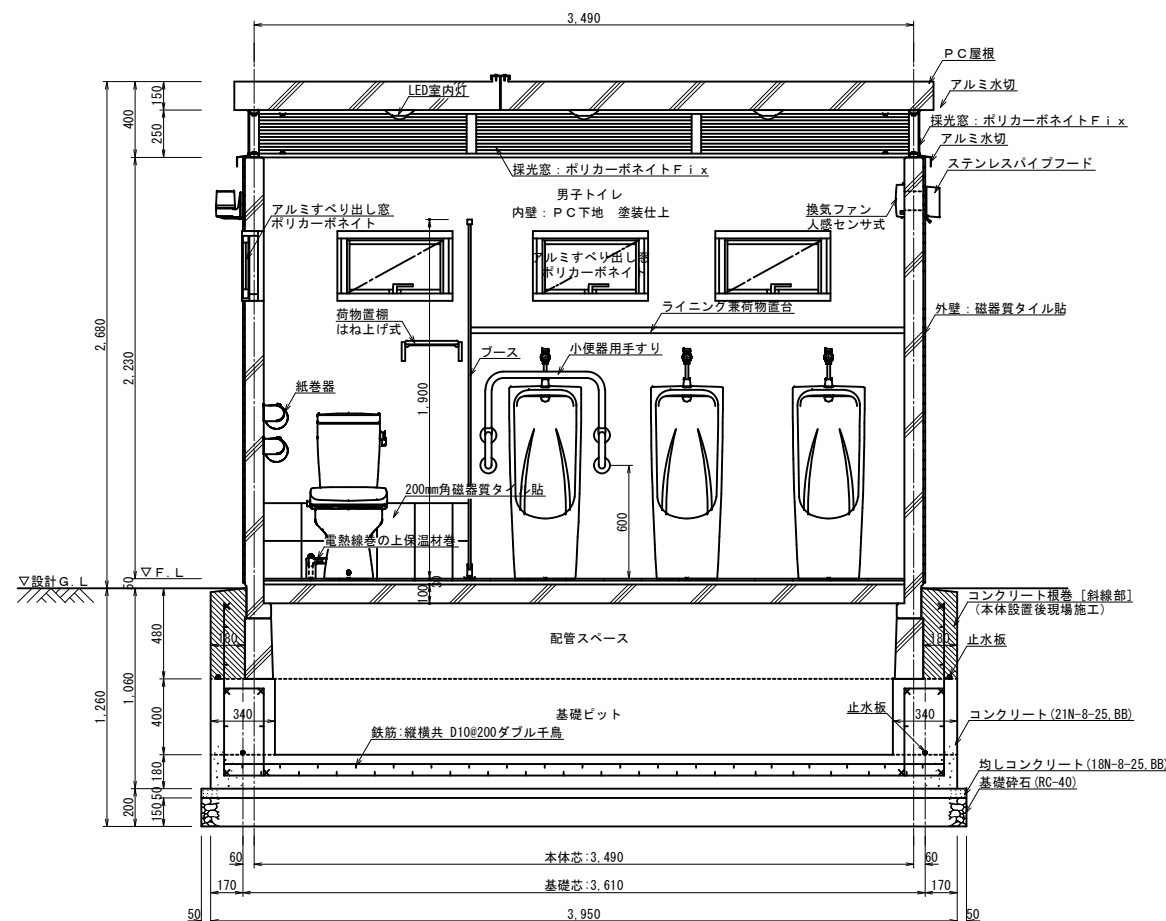 3,490
PC屋根
LED室内灯
アルミ水切
採光窓：ポリカーボネイトFix
アルミ水切
採光窓：ポリカーボネイトFix
ステンレスパイプフード
男子トイレ
内壁：PC下地 塗装仕上
換気ファン
人感センサ式
アルミすべり出し窓
ポリカーボネイト
アルミすべり出し窓
ポリカーボネイト
ライニング兼荷物置台
外壁：磁器質タイル貼
荷物置棚
はね上げ式
ブース
小便器用手すり
紙巻器
200mm角磁器質タイル貼
電熱線巻の上保温材巻
2,680
400
150
250
2,230
50
1,900
600
100
30
▽設計G.L
▽F.L
コンクリート根巻 [斜線部]
(本体設置後現場施工)
180
配管スペース
180
止水板
基礎ピット
止水板
340
340
コンクリート(21N-8-25,BB)
鉄筋:縦横共 D10@200ダブル千鳥
均しコンクリート(18N-8-25,BB)
基礎砕石(RC-40)
1,260
1,060
480
400
180
200
50
150
60
本体芯:3,490
60
170
基礎芯:3,610
170
50
3,950
50